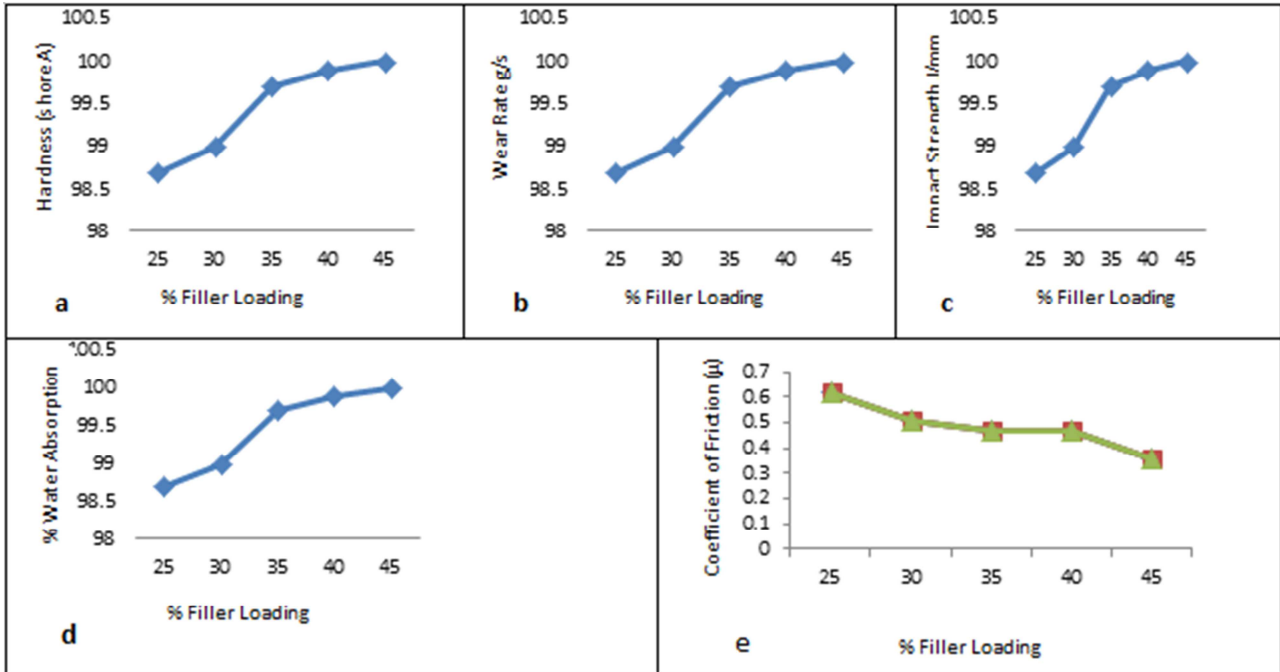 100.5
100
99.5
99
98.5
98
Hardness (shore A)
25 30 35 40 45
% Filler Loading
a
100.5
100
99.5
99
98.5
98
Wear Rate g/s
25 30 35 40 45
% Filler Loading
b
100.5
100
99.5
99
98.5
98
Impact Strength J/mm
25 30 35 40 45
% Filler Loading
c
100.5
100
99.5
99
98.5
98
% Water Absorption
25 30 35 40 45
% Filler Loading
d
0.7
0.6
0.5
0.4
0.3
0.2
0.1
0
Coefficient of Friction (µ)
25 30 35 40 45
% Filler Loading
e